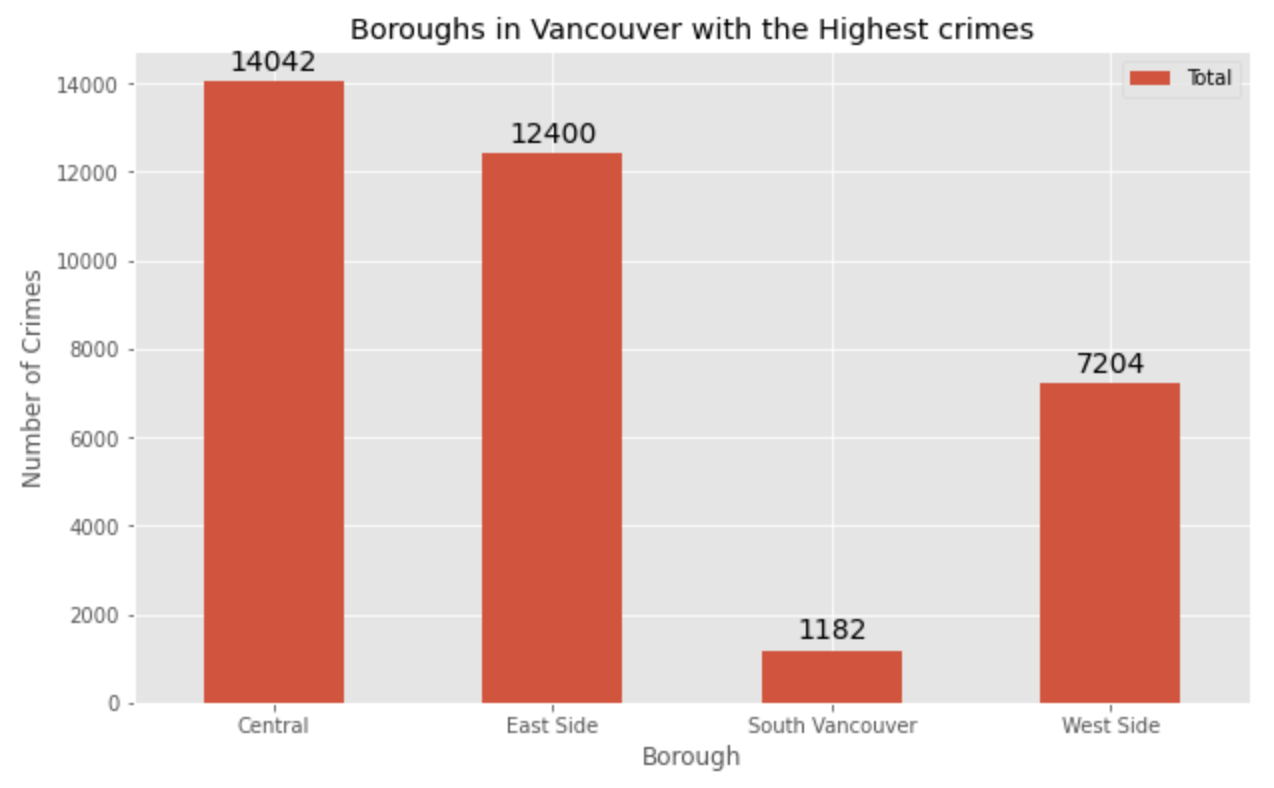 Boroughs in Vancouver with the Highest crimes
Total
14042
12400
1182
7204
Number of Crimes
14000
12000
10000
8000
6000
4000
2000
0
Central
East Side
South Vancouver
West Side
Borough